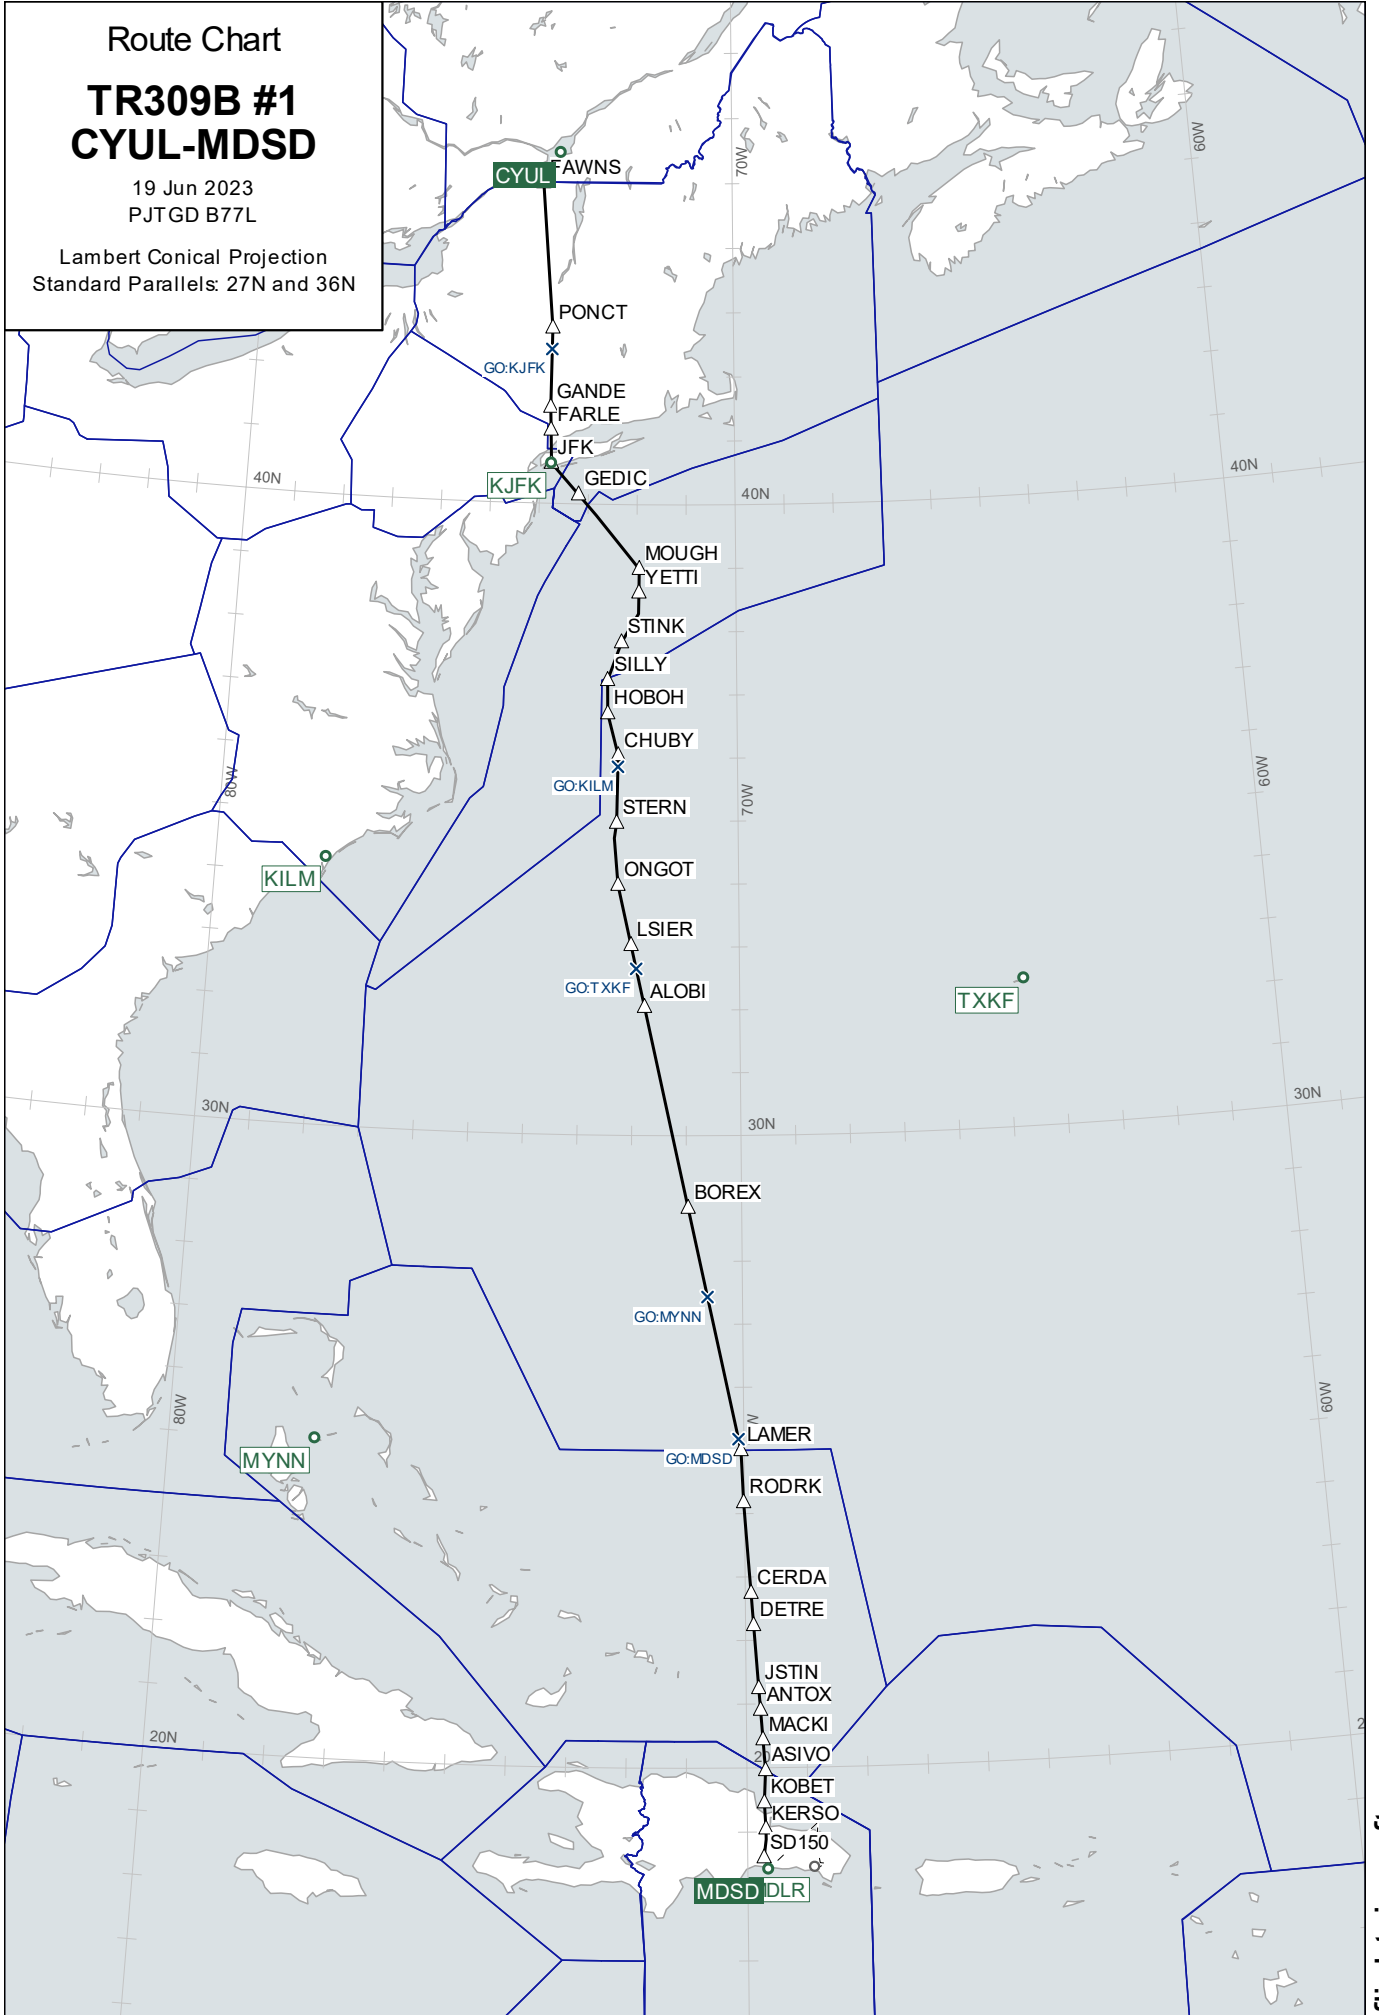 Route Chart
TR309B #1
CYUL-MDSD
19 Jun 2023
PJTGD B77L
Lambert Conical Projection
Standard Parallels: 27N and 36N
60W
70W
CYUL
FAWNS
PONCT
GO:KJFK
GANDE
FARLE
JFK
40N
40N
KJFK
GEDIC
40N
MOUGH
YETTI
STINK
SILLY
HOBOH
CHUBY
60W
80W
GO:KILM
70W
STERN
KILM
ONGOT
LSIER
GO:TXKF
ALOBI
TXKF
30N
30N
30N
BOREX
GO:MYNN
80W
60W
LAMER
MYNN
GO:MDSD
RODRK
CERDA
DETRE
JSTIN
ANTOX
MACKI
20N
ASIVO
KOBET
KERSO
SD150
MDSD